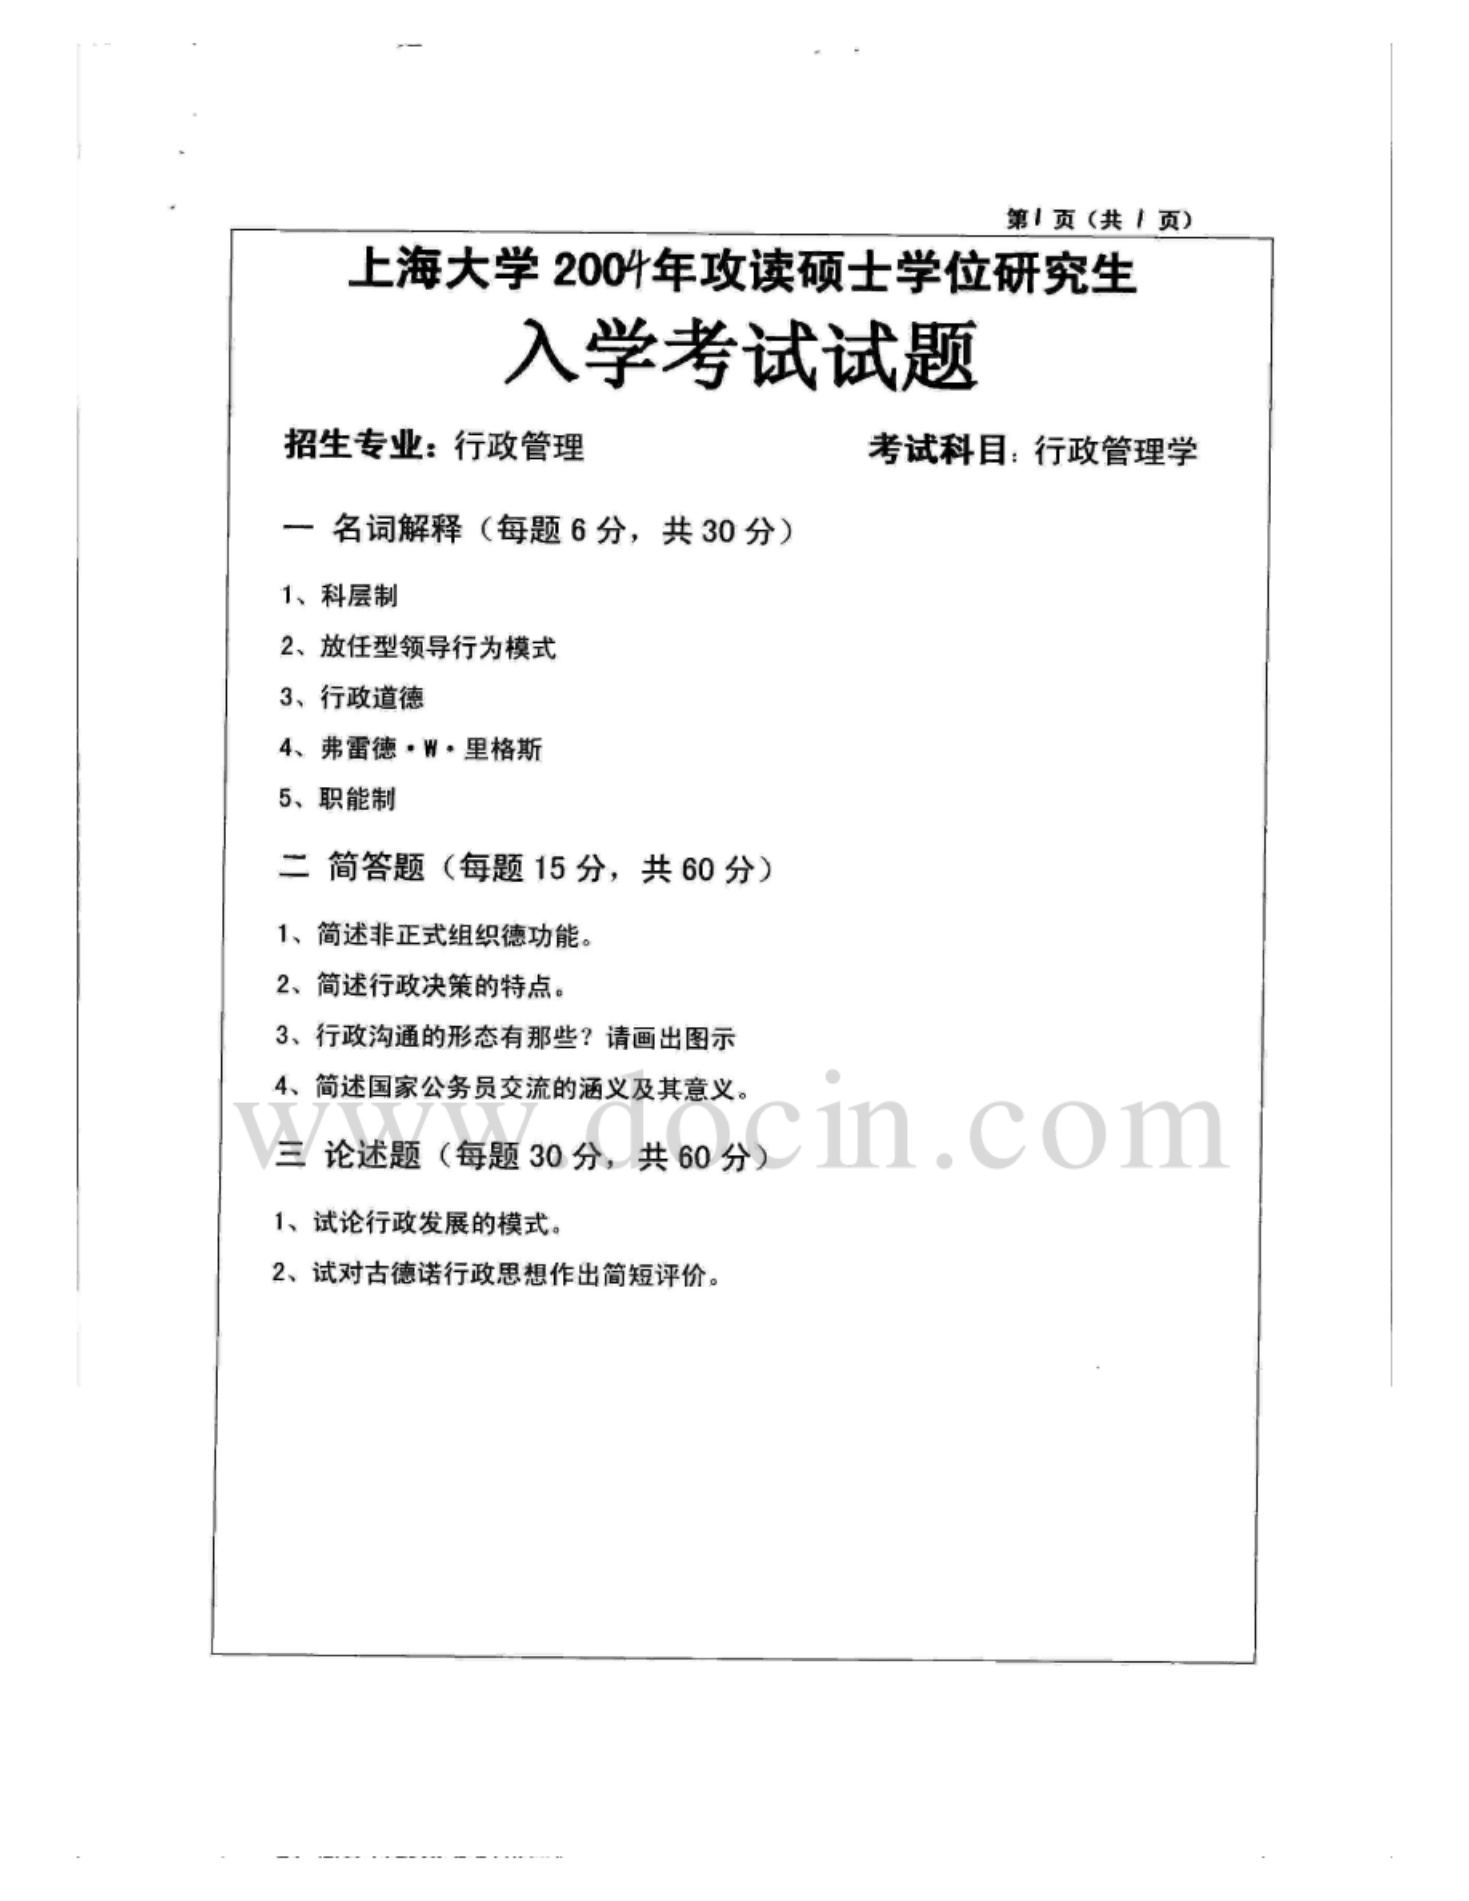 第1页（共1页）
上海大学2004年攻读硕士学位研究生
入学考试试题
招生专业：行政管理 考试科目：行政管理学
一 名词解释（每题6分，共30分）
1、科层制
2、放任型领导行为模式
3、行政道德
4、弗雷德·W·里格斯
5、职能制
二 简答题（每题15分，共60分）
1、简述非正式组织德功能。
2、简述行政决策的特点。
3、行政沟通的形态有那些？请画出图示
4、简述国家公务员交流的涵义及其意义。
www.docin.com
三 论述题（每题30分，共60分）
1、试论行政发展的模式。
2、试对古德诺行政思想作出简短评价。